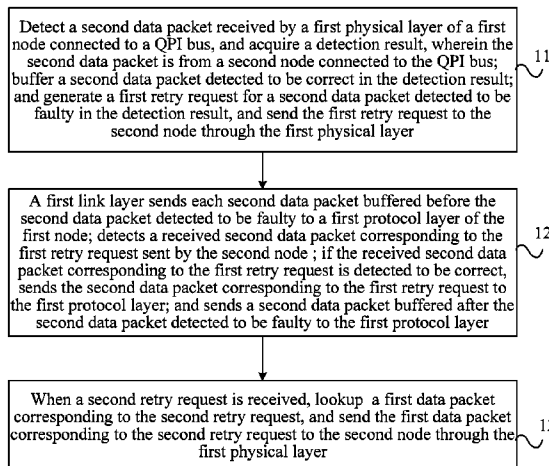 Detect a second data packet received by a first physical layer of a first
node connected to a QPI bus, and acquire a detection result, wherein the
second data packet is from a second node connected to the QPI bus;
buffer a second data packet detected to be correct in the detection result;
and generate a first retry request for a second data packet detected to be
faulty in the detection result, and send the first retry request to the
second node through the first physical layer
11
A first link layer sends each second data packet buffered before the
second data packet detected to be faulty to a first protocol layer of the
first node; detects a received second data packet corresponding to the
first retry request sent by the second node ; if the received second data
packet corresponding to the first retry request is detected to be correct,
sends the second data packet corresponding to the first retry request to
the first protocol layer; and sends a second data packet buffered after the
second data packet detected to be faulty to the first protocol layer
12
When a second retry request is received, lookup a first data packet
corresponding to the second retry request, and send the first data packet
corresponding to the second retry request to the second node through the
first physical layer